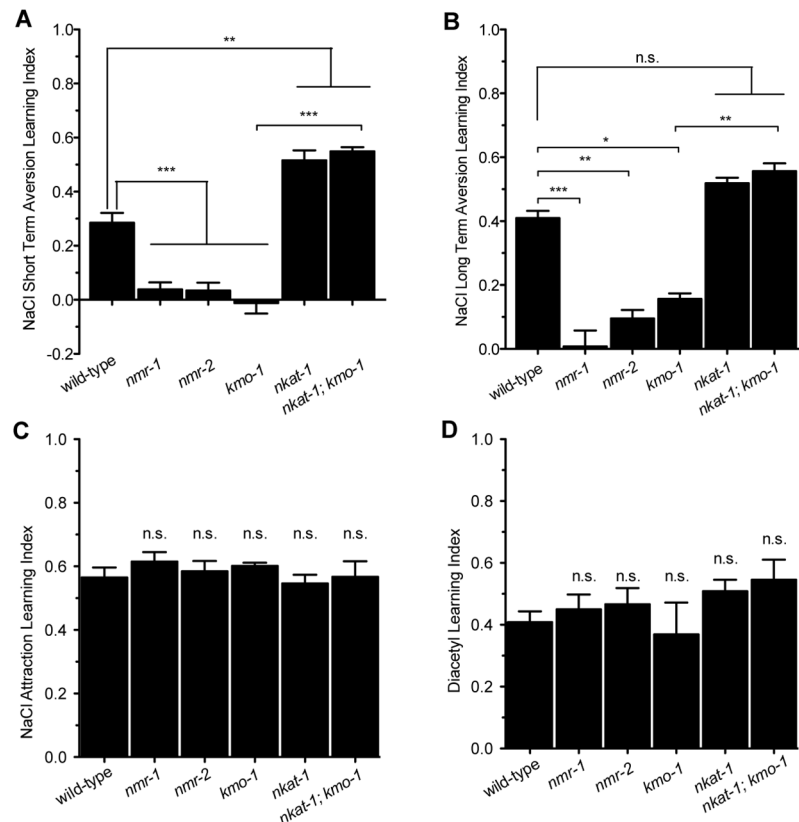 A
NaCl Short Term Aversion Learning Index
1.0
0.8
0.6
0.4
0.2
0.0
-0.2
**
***
***
wild-type
nmr-1
nmr-2
kmo-1
nkat-1
nkat-1; kmo-1
B
NaCl Long Term Aversion Learning Index
1.0
0.8
0.6
0.4
0.2
0.0
n.s.
**
*
**
***
wild-type
nmr-1
nmr-2
kmo-1
nkat-1
nkat-1; kmo-1
C
NaCl Attraction Learning Index
1.0
0.8
0.6
0.4
0.2
0.0
n.s. n.s. n.s. n.s. n.s.
wild-type
nmr-1
nmr-2
kmo-1
nkat-1
nkat-1; kmo-1
D
Diacetyl Learning Index
1.0
0.8
0.6
0.4
0.2
0.0
n.s. n.s. n.s. n.s. n.s.
wild-type
nmr-1
nmr-2
kmo-1
nkat-1
nkat-1; kmo-1